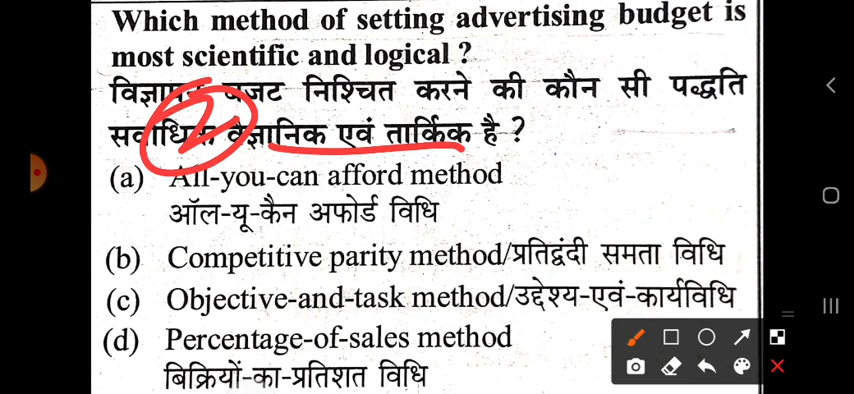 Which method of setting advertising budget is
most scientific and logical ?
विज्ञापन बजट निश्चित करने की कौन सी पद्धति
सर्वाधिक वैज्ञानिक एवं तार्किक है ?
(a) All-you-can afford method
ऑल-यू-कैन अफोर्ड विधि
(b) Competitive parity method/प्रतिद्वंदी समता विधि
(c) Objective-and-task method/उद्देश्य-एवं-कार्यविधि
(d) Percentage-of-sales method
बिक्रियों-का-प्रतिशत विधि